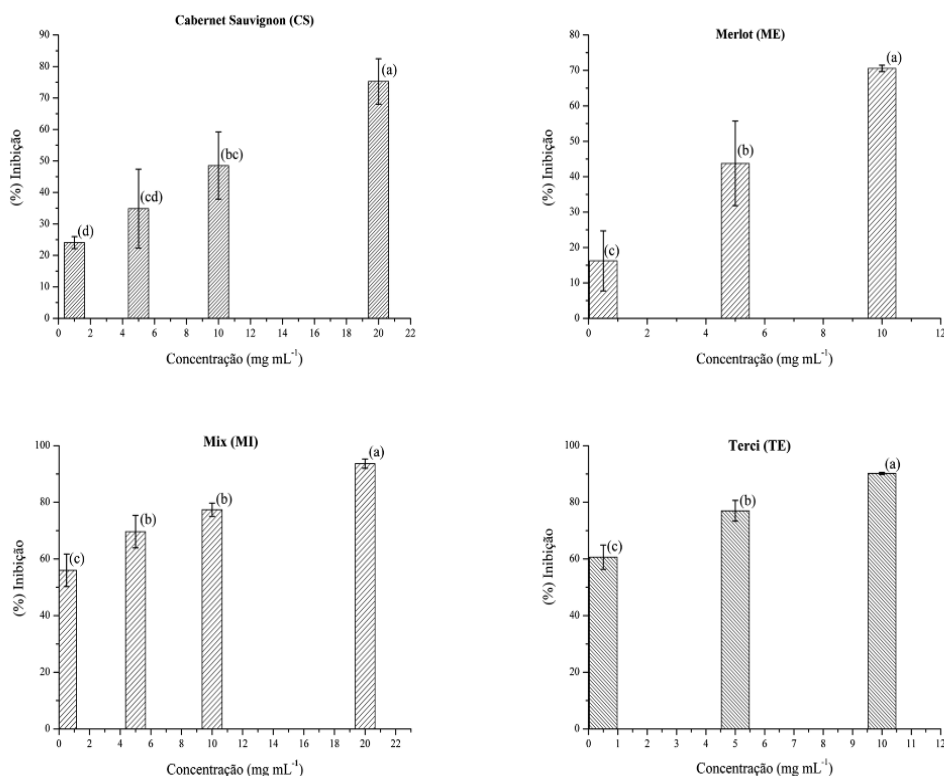 Cabernet Sauvignon (CS)
90
80
70
60
50
40
30
20
10
0
(%) Inibição
(d)
(cd)
(bc)
(a)
0 2 4 6 8 10 12 14 16 18 20 22
Concentração (mg mL⁻¹)
Merlot (ME)
80
70
60
50
40
30
20
10
0
(%) Inibição
(c)
(b)
(a)
0 2 4 6 8 10 12
Concentração (mg mL⁻¹)
Mix (MI)
100
80
60
40
20
0
(%) Inibição
(c)
(b)
(b)
(a)
0 2 4 6 8 10 12 14 16 18 20 22
Concentração (mg mL⁻¹)
Terci (TE)
100
80
60
40
20
0
(%) Inibição
(c)
(b)
(a)
0 1 2 3 4 5 6 7 8 9 10 11 12
Concentração (mg mL⁻¹)